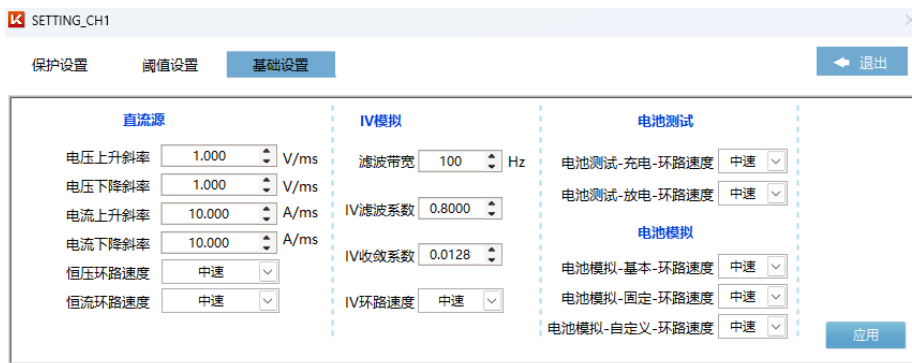 SETTING_CH1
保护设置 阈值设置 基础设置 退出
直流源
电压上升斜率 1.000 V/ms
电压下降斜率 1.000 V/ms
电流上升斜率 10.000 A/ms
电流下降斜率 10.000 A/ms
恒压环路速度 中速
恒流环路速度 中速
IV模拟
滤波带宽 100 Hz
IV滤波系数 0.8000
IV收敛系数 0.0128
IV环路速度 中速
电池测试
电池测试-充电-环路速度 中速
电池测试-放电-环路速度 中速
电池模拟
电池模拟-基本-环路速度 中速
电池模拟-固定-环路速度 中速
电池模拟-自定义-环路速度 中速
应用